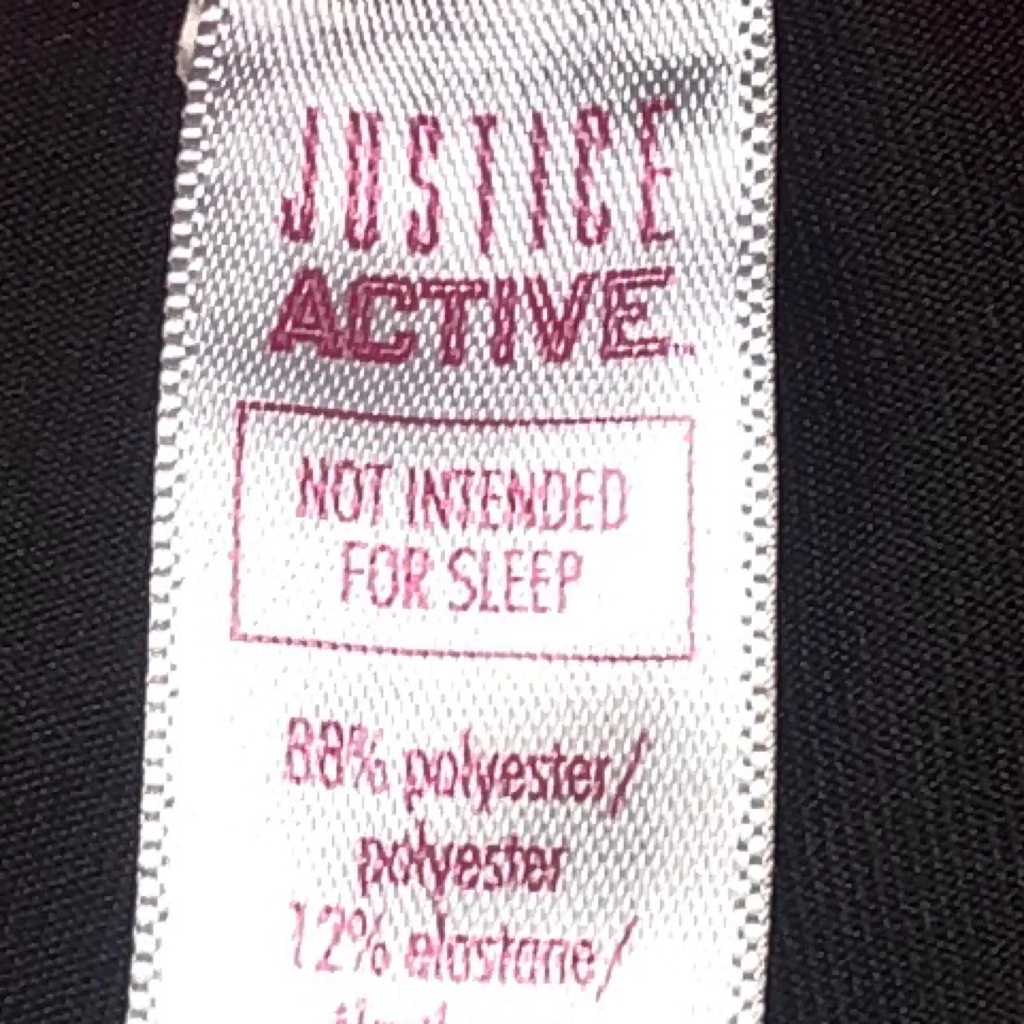 JUSTICE
ACTIVE
NOT INTENDED
FOR SLEEP
88% polyester/
polyester
12% elastane/